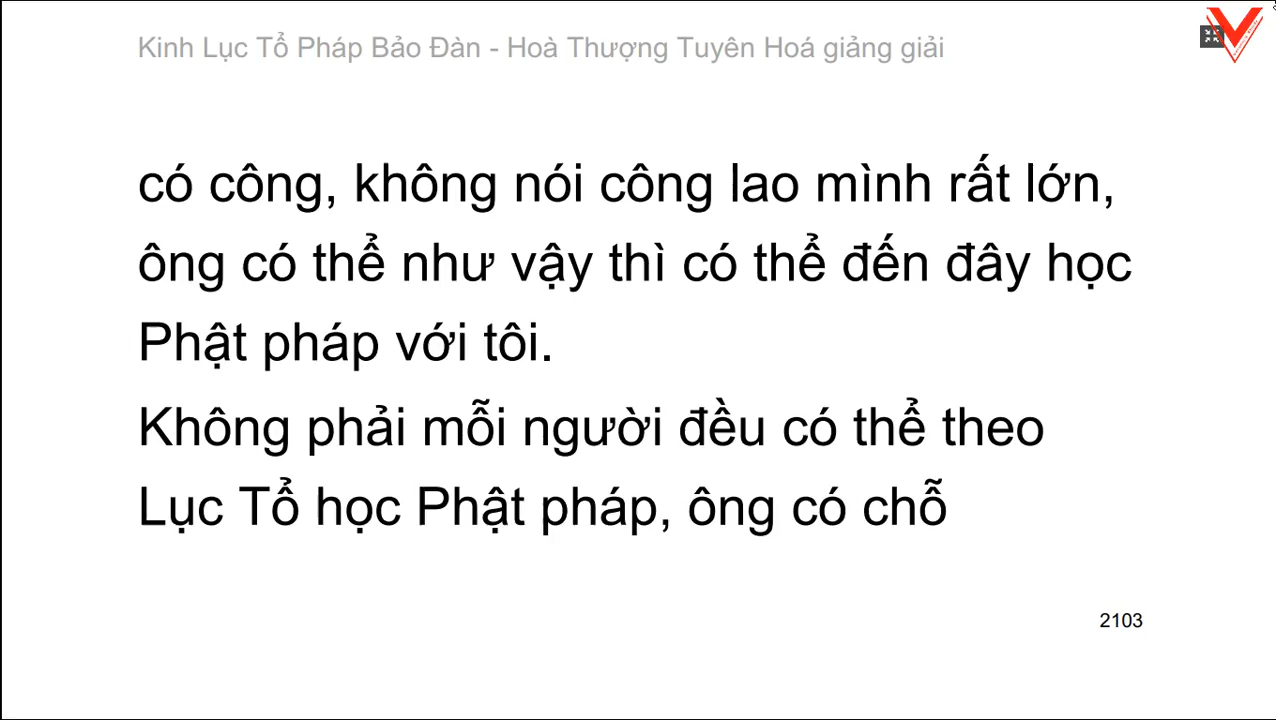 Kinh Lục Tổ Pháp Bảo Đàn - Hoà Thượng Tuyên Hoá giảng giải
có công, không nói công lao mình rất lớn,
ông có thể như vậy thì có thể đến đây học
Phật pháp với tôi.
Không phải mỗi người đều có thể theo
Lục Tổ học Phật pháp, ông có chỗ
2103